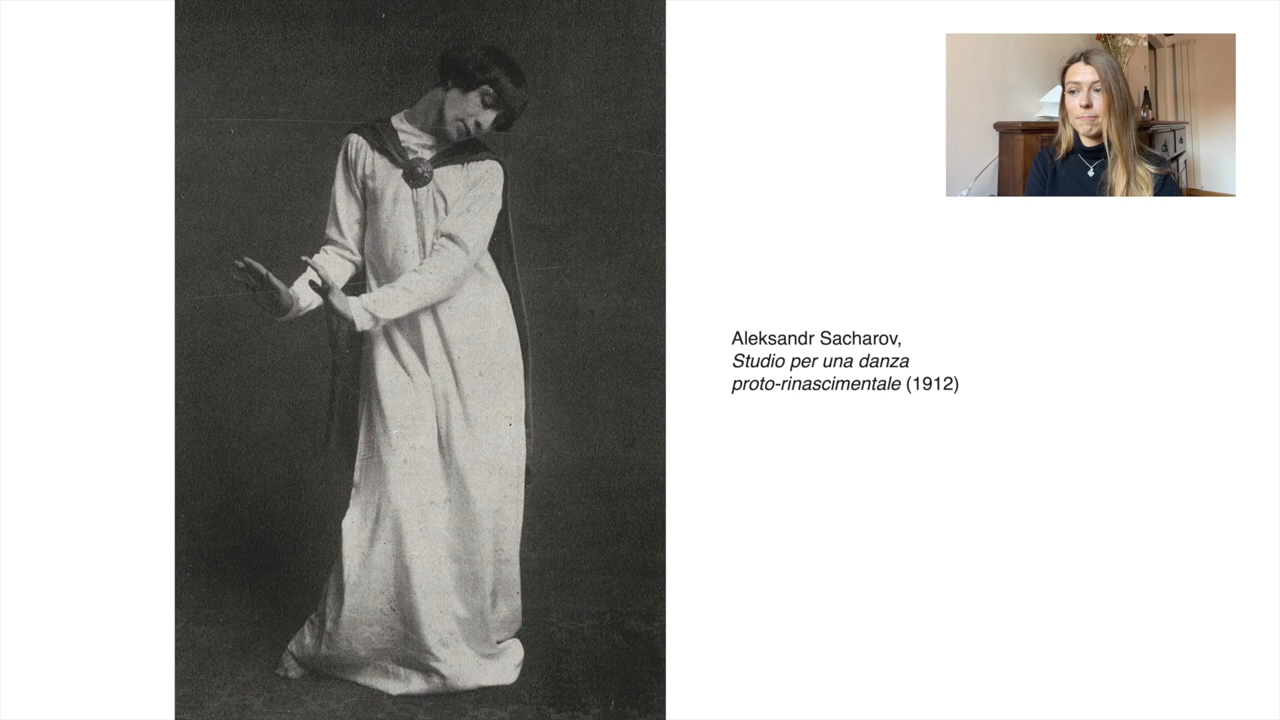 Aleksandr Sacharov,
Studio per una danza
proto-rinascimentale (1912)